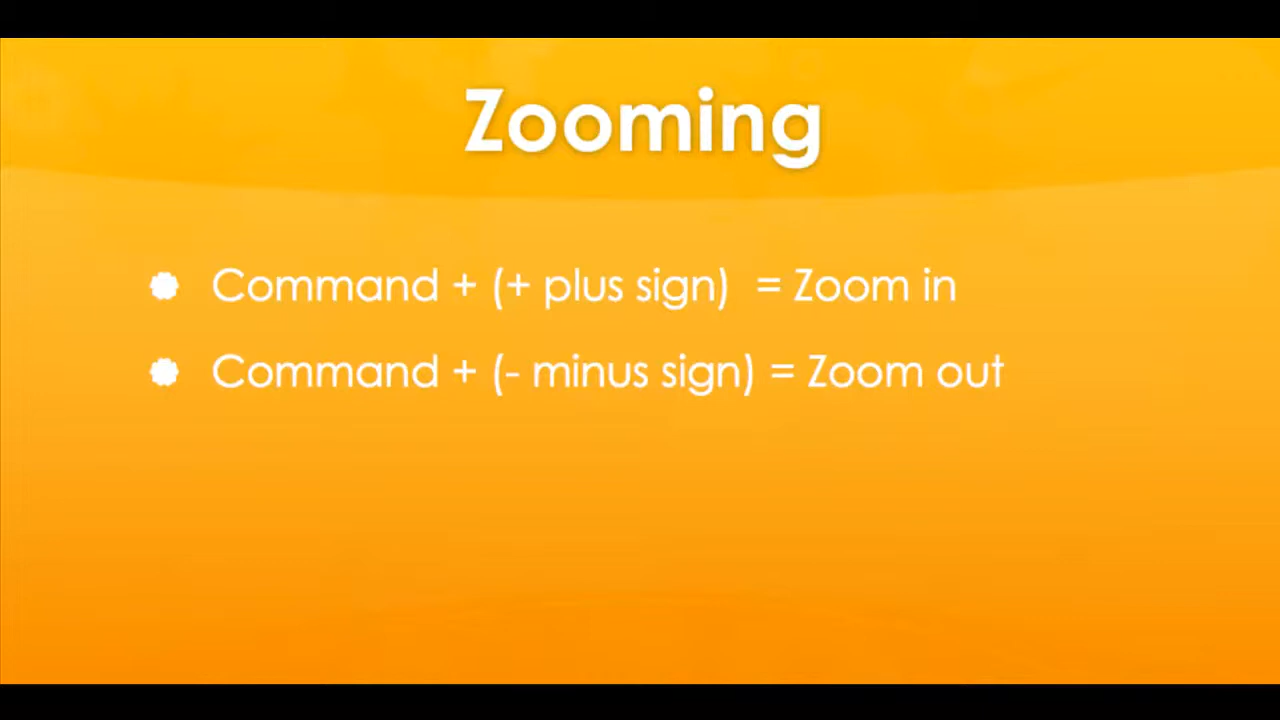 Zooming
Command + (+ plus sign)  = Zoom in
Command + (- minus sign) = Zoom out